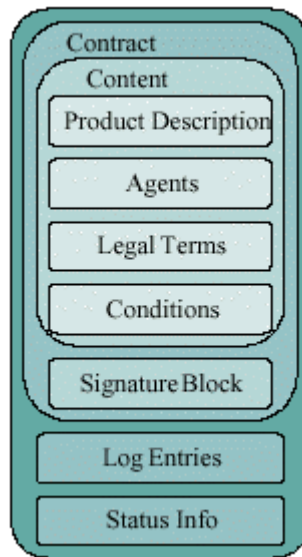 Contract
Content
Product Description
Agents
Legal Terms
Conditions
Signature Block
Log Entries
Status Info